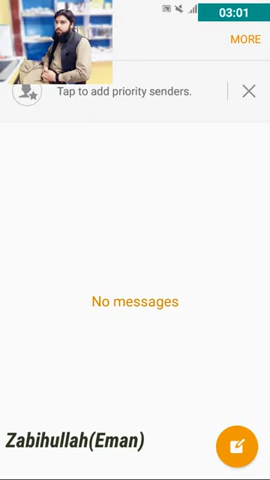 03:01
MORE
Tap to add priority senders.
No messages
Zabihullah(Eman)